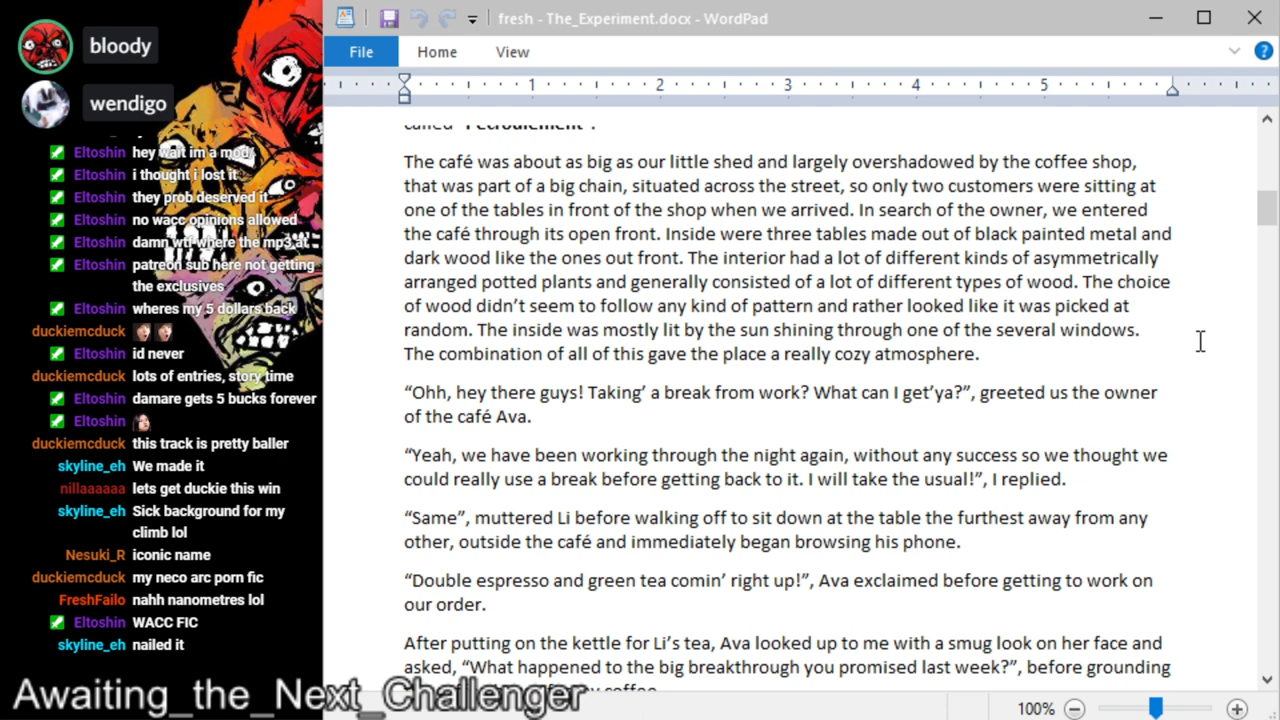 bloody
wendigo
Eltoshin hey wait im a mod
Eltoshin i thought i lost it
Eltoshin they prob deserved it
Eltoshin no wacc opinions allowed
Eltoshin damn wtf where the mp3 at
Eltoshin patreon sub here not getting
the exclusives
Eltoshin wheres my 5 dollars back
duckiemcduck
Eltoshin id never
duckiemcduck lots of entries, story time
Eltoshin damare gets 5 bucks forever
Eltoshin
duckiemcduck this track is pretty baller
skyline_eh We made it
nillaaaaaa lets get duckie this win
skyline_eh Sick background for my
climb lol
Nesuki_R iconic name
duckiemcduck my neco arc porn fic
FreshFailo nahh nanometres lol
Eltoshin WACC FIC
skyline_eh nailed it
Awaiting_the_Next_Challenger
fresh - The_Experiment.docx - WordPad
File Home View
1 2 3 4 5
called "Petroulement".
The café was about as big as our little shed and largely overshadowed by the coffee shop,
that was part of a big chain, situated across the street, so only two customers were sitting at
one of the tables in front of the shop when we arrived. In search of the owner, we entered
the café through its open front. Inside were three tables made out of black painted metal and
dark wood like the ones out front. The interior had a lot of different kinds of asymmetrically
arranged potted plants and generally consisted of a lot of different types of wood. The choice
of wood didn’t seem to follow any kind of pattern and rather looked like it was picked at
random. The inside was mostly lit by the sun shining through one of the several windows.
The combination of all of this gave the place a really cozy atmosphere.
“Ohh, hey there guys! Taking’ a break from work? What can I get’ya?”, greeted us the owner
of the café Ava.
“Yeah, we have been working through the night again, without any success so we thought we
could really use a break before getting back to it. I will take the usual!”, I replied.
“Same”, muttered Li before walking off to sit down at the table the furthest away from any
other, outside the café and immediately began browsing his phone.
“Double espresso and green tea comin’ right up!”, Ava exclaimed before getting to work on
our order.
After putting on the kettle for Li’s tea, Ava looked up to me with a smug look on her face and
asked, “What happened to the big breakthrough you promised last week?”, before grounding
coffee
100%